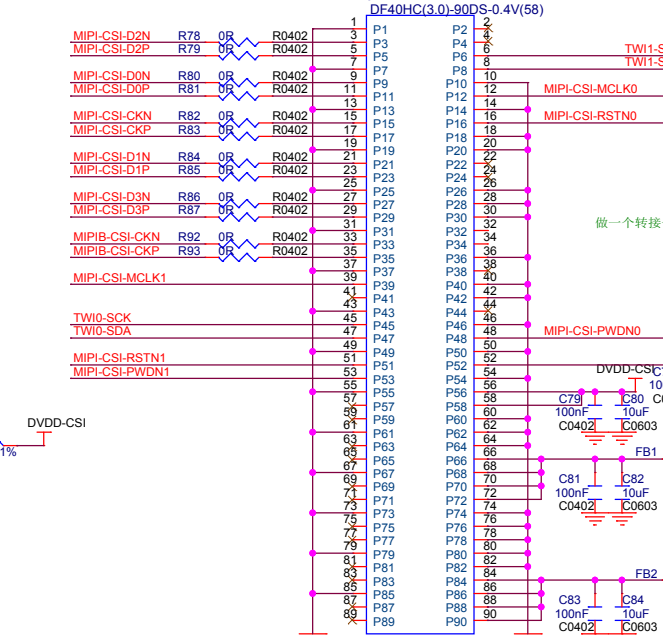 DF40HC(3.0)-90DS-0.4V(58)
1 P1 P2 2
MIPI-CSI-D2N R78 0R R0402 3 P3 P4 4
MIPI-CSI-D2P R79 0R R0402 5 P5 P6 6 TWI1-S
7 P7 P8 8 TWI1-S
MIPI-CSI-D0N R80 0R R0402 9 P9 P10 10
MIPI-CSI-D0P R81 0R R0402 11 P11 P12 12 MIPI-CSI-MCLK0
13 P13 P14 14
MIPI-CSI-CKN R82 0R R0402 15 P15 P16 16 MIPI-CSI-RSTN0
MIPI-CSI-CKP R83 0R R0402 17 P17 P18 18
19 P19 P20 20
MIPI-CSI-D1N R84 0R R0402 21 P21 P22 22
MIPI-CSI-D1P R85 0R R0402 23 P23 P24 24
25 P25 P26 26
MIPI-CSI-D3N R86 0R R0402 27 P27 P28 28
MIPI-CSI-D3P R87 0R R0402 29 P29 P30 30
做一个转接
31 P31 P32 32
MIPIB-CSI-CKN R92 0R R0402 33 P33 P34 34
MIPIB-CSI-CKP R93 0R R0402 35 P35 P36 36
37 P37 P38 38
MIPI-CSI-MCLK1 39 P39 P40 40
41 P41 P42 42
43 P43 P44 44
TWI0-SCK 45 P45 P46 46
TWI0-SDA 47 P47 P48 48 MIPI-CSI-PWDN0
49 P49 P50 50
MIPI-CSI-RSTN1 51 P51 P52 52
MIPI-CSI-PWDN1 53 P53 P54 54 DVDD-CSI
55 P55 P56 56
57 P57 P58 58 C79 C80
59 P59 P60 60 100nF 10uF
DVDD-CSI 61 P61 P62 62 C0402 C0603
63 P63 P64 64
1% 65 P65 P66 66 FB1
67 P67 P68 68
69 P69 P70 70 C81 C82
71 P71 P72 72 100nF 10uF
73 P73 P74 74 C0402 C0603
75 P75 P76 76
77 P77 P78 78
79 P79 P80 80
81 P81 P82 82
83 P83 P84 84 FB2
85 P85 P86 86
87 P87 P88 88 C83 C84
89 P89 P90 90 100nF 10uF
C0402 C0603